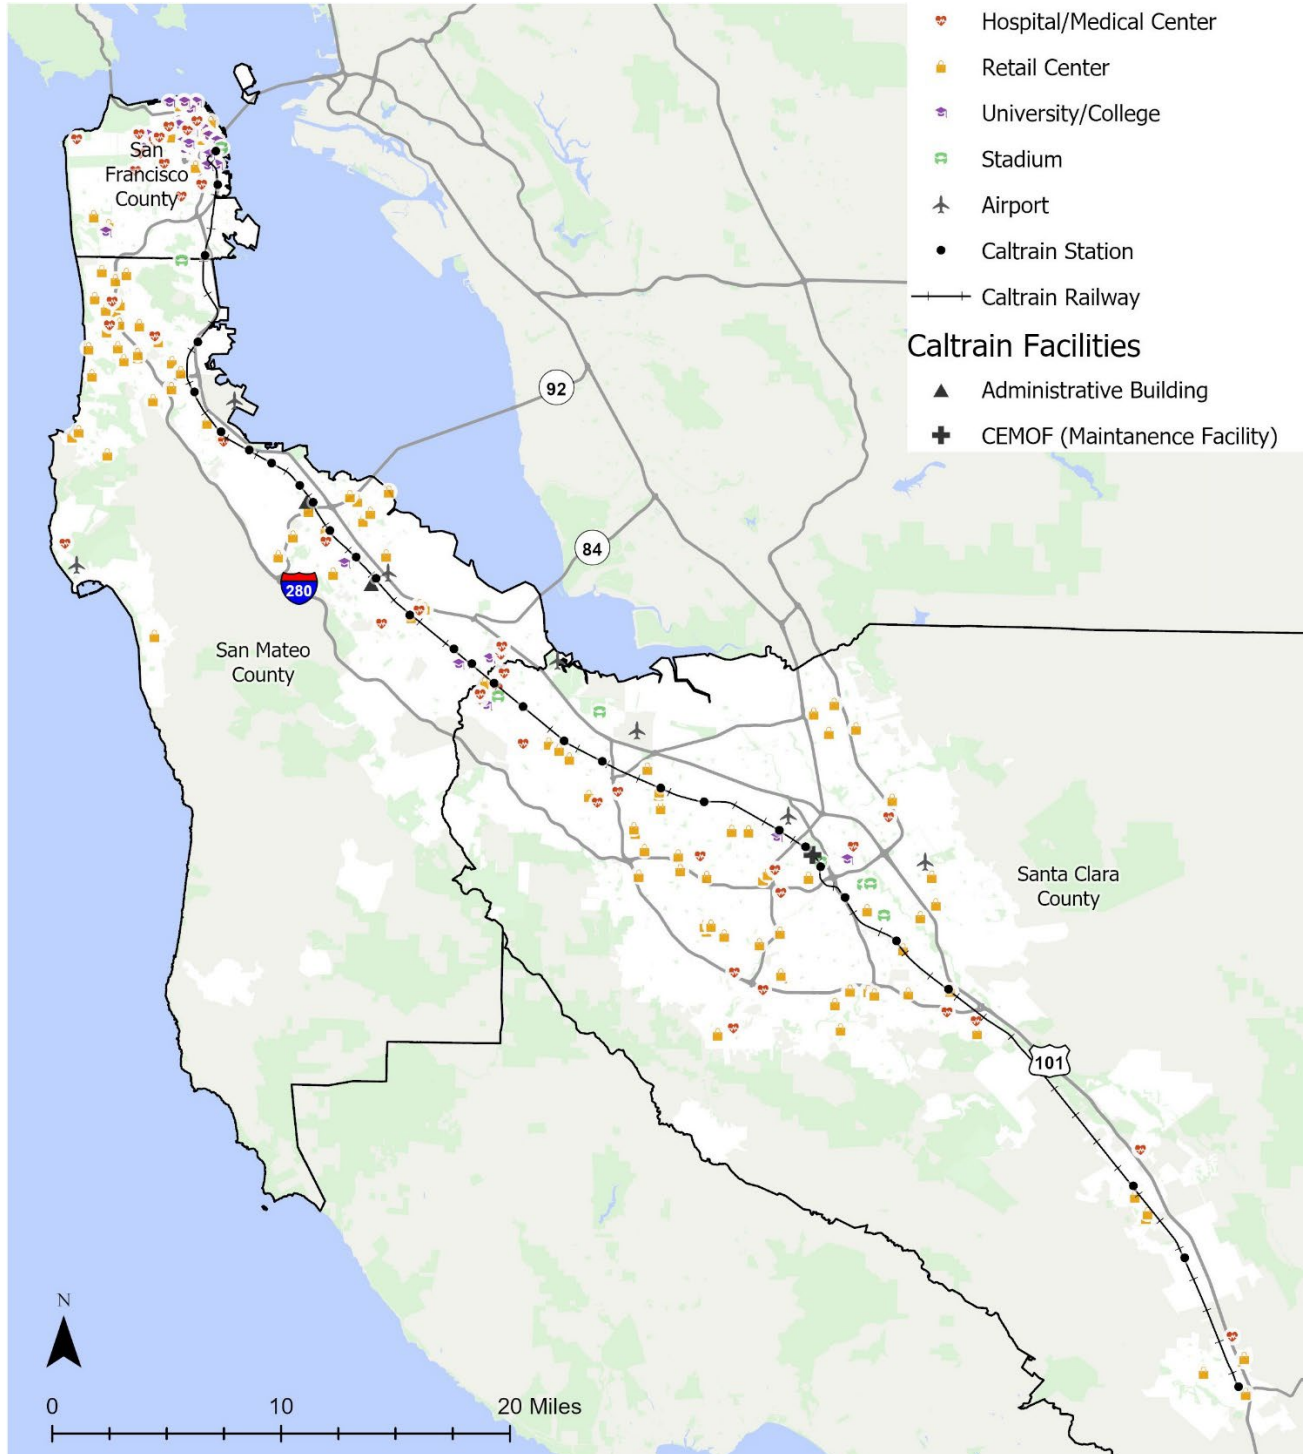 Hospital/Medical Center
Retail Center
University/College
Stadium
Airport
Caltrain Station
Caltrain Railway
Caltrain Facilities
Administrative Building
CEMOF (Maintanence Facility)
San
Francisco
County
92
84
280
San Mateo
County
Santa Clara
County
101
N
0 10 20 Miles